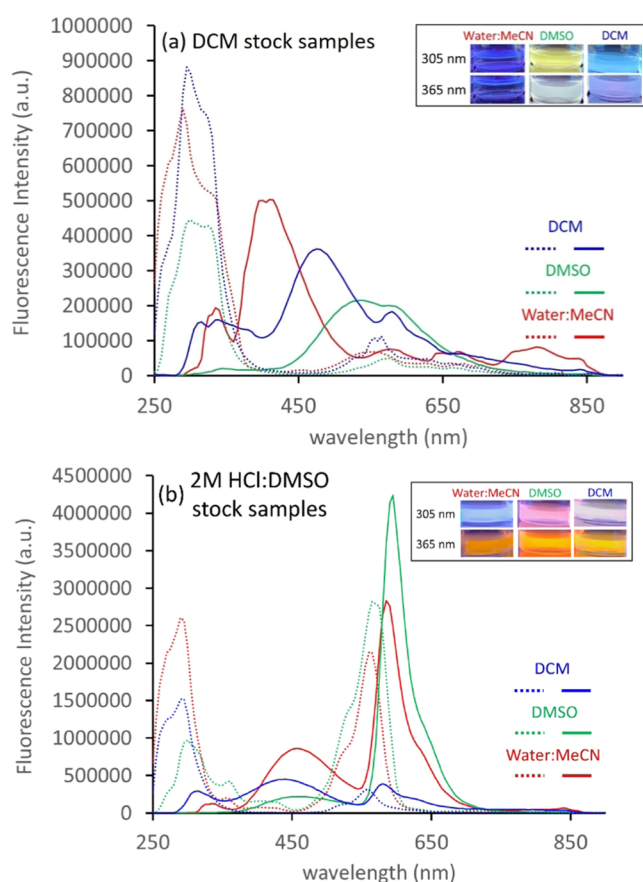 (a) DCM stock samples
Water:MeCN DMSO DCM
305 nm
365 nm
1000000
900000
800000
700000
600000
500000
400000
300000
200000
100000
0
Fluorescence Intensity (a.u.)
DCM
DMSO
Water:MeCN
250 450 650 850
wavelength (nm)
(b) 2M HCl:DMSO
stock samples
Water:MeCN DMSO DCM
305 nm
365 nm
4500000
4000000
3500000
3000000
2500000
2000000
1500000
1000000
500000
0
Fluorescence Intensity (a.u.)
DCM
DMSO
Water:MeCN
250 450 650 850
wavelength (nm)